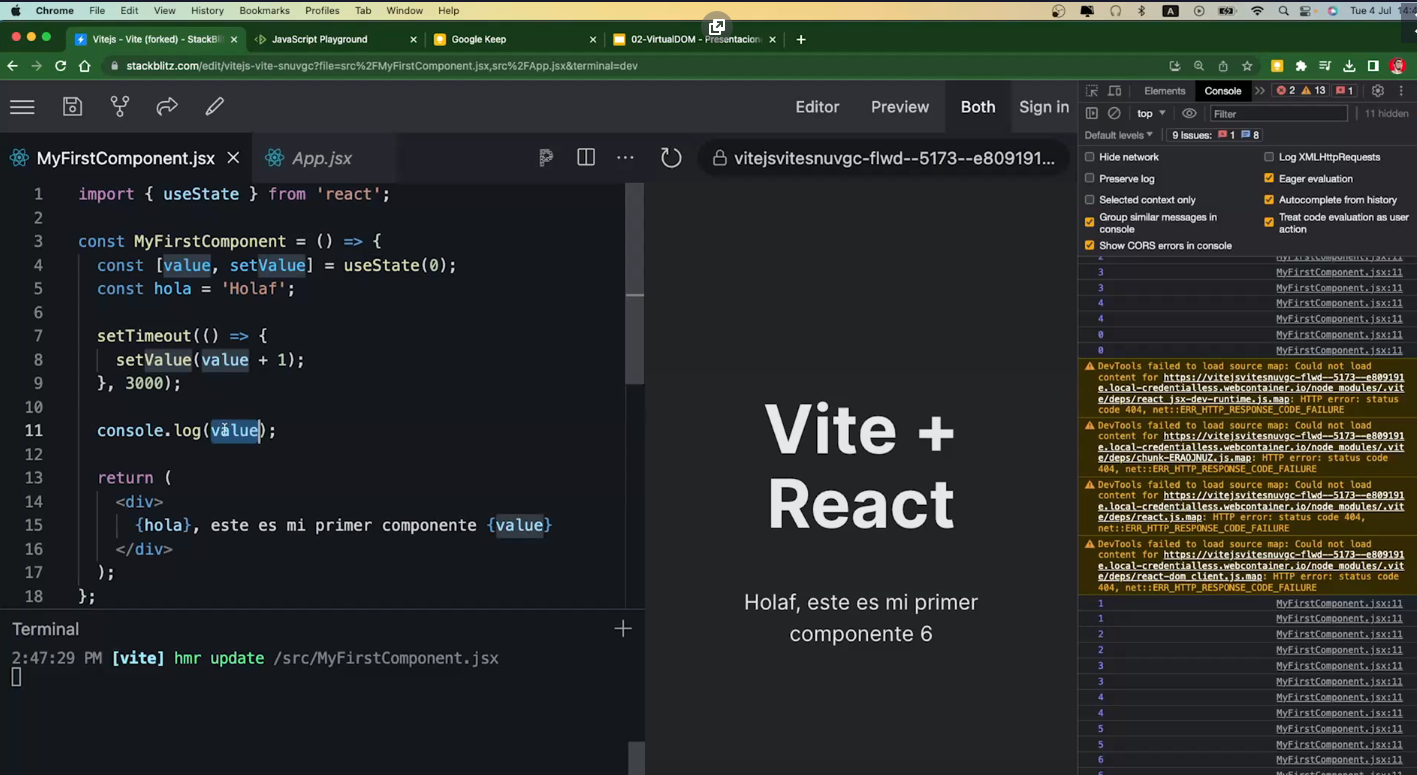 Chrome File Edit View History Bookmarks Profiles Tab Window Help
A
Tue 4 Jul
Vitejs - Vite (forked) - StackBlitz
JavaScript Playground
Google Keep
02-VirtualDOM - Presentacion
stackblitz.com/edit/vitejs-vite-snuvgc?file=src%2FMyFirstComponent.jsx,src%2FApp.jsx&terminal=dev
Editor Preview Both Sign in
MyFirstComponent.jsx
App.jsx
vitejsvitesnuvgc-flwd--5173--e809191...
1 import { useState } from 'react';
2
3 const MyFirstComponent = () => {
4 const [value, setValue] = useState(0);
5 const hola = 'Holaf';
6
7 setTimeout(() => {
8 setValue(value + 1);
9 }, 3000);
10
11 console.log(value);
12
13 return (
14 <div>
15 {hola}, este es mi primer componente {value}
16 </div>
17 );
18 };
Terminal
2:47:29 PM [vite] hmr update /src/MyFirstComponent.jsx
Vite +
React
Holaf, este es mi primer
componente 6
Elements Console 2 13 1
top Filter 11 hidden
Default levels 9 Issues: 1 8
Hide network
Log XMLHttpRequests
Preserve log
Eager evaluation
Selected context only
Autocomplete from history
Group similar messages in
console
Treat code evaluation as user
action
Show CORS errors in console
2 MyFirstComponent.jsx:11
3 MyFirstComponent.jsx:11
3 MyFirstComponent.jsx:11
4 MyFirstComponent.jsx:11
4 MyFirstComponent.jsx:11
0 MyFirstComponent.jsx:11
0 MyFirstComponent.jsx:11
DevTools failed to load source map: Could not load
content for https://vitejsvitesnuvgc-flwd--5173--e809191
e.local-credentialless.webcontainer.io/node_modules/.vit
e/deps/react_jsx-dev-runtime.js.map: HTTP error: status
code 404, net::ERR_HTTP_RESPONSE_CODE_FAILURE
DevTools failed to load source map: Could not load
content for https://vitejsvitesnuvgc-flwd--5173--e809191
e.local-credentialless.webcontainer.io/node_modules/.vit
e/deps/chunk-ERAOJNUZ.js.map: HTTP error: status code
404, net::ERR_HTTP_RESPONSE_CODE_FAILURE
DevTools failed to load source map: Could not load
content for https://vitejsvitesnuvgc-flwd--5173--e809191
e.local-credentialless.webcontainer.io/node_modules/.vit
e/deps/react.js.map: HTTP error: status code 404,
net::ERR_HTTP_RESPONSE_CODE_FAILURE
DevTools failed to load source map: Could not load
content for https://vitejsvitesnuvgc-flwd--5173--e809191
e.local-credentialless.webcontainer.io/node_modules/.vit
e/deps/react-dom_client.js.map: HTTP error: status code
404, net::ERR_HTTP_RESPONSE_CODE_FAILURE
1 MyFirstComponent.jsx:11
1 MyFirstComponent.jsx:11
2 MyFirstComponent.jsx:11
2 MyFirstComponent.jsx:11
3 MyFirstComponent.jsx:11
3 MyFirstComponent.jsx:11
4 MyFirstComponent.jsx:11
4 MyFirstComponent.jsx:11
5 MyFirstComponent.jsx:11
5 MyFirstComponent.jsx:11
6 MyFirstComponent.jsx:11
6 MyFirstComponent.jsx:11